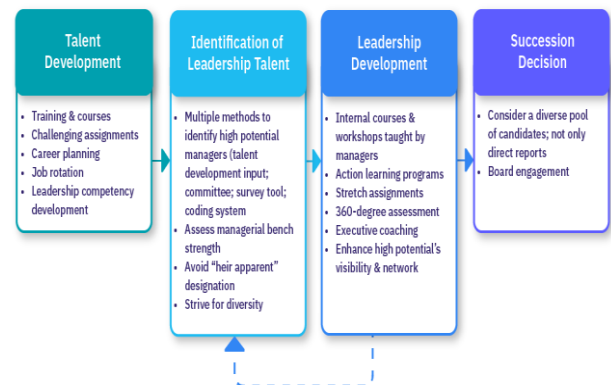 Talent
Development
• Training & courses
• Challenging assignments
• Career planning
• Job rotation
• Leadership competency
development
Identification of
Leadership Talent
• Multiple methods to
identify high potential
managers (talent
development input;
committee; survey tool;
coding system
• Assess managerial bench
strength
• Avoid “heir apparent”
designation
• Strive for diversity
Leadership
Development
• Internal courses &
workshops taught by
managers
• Action learning programs
• Stretch assignments
• 360-degree assessment
• Executive coaching
• Enhance high potential’s
visibility & network
Succession
Decision
• Consider a diverse pool
of candidates; not only
direct reports
• Board engagement